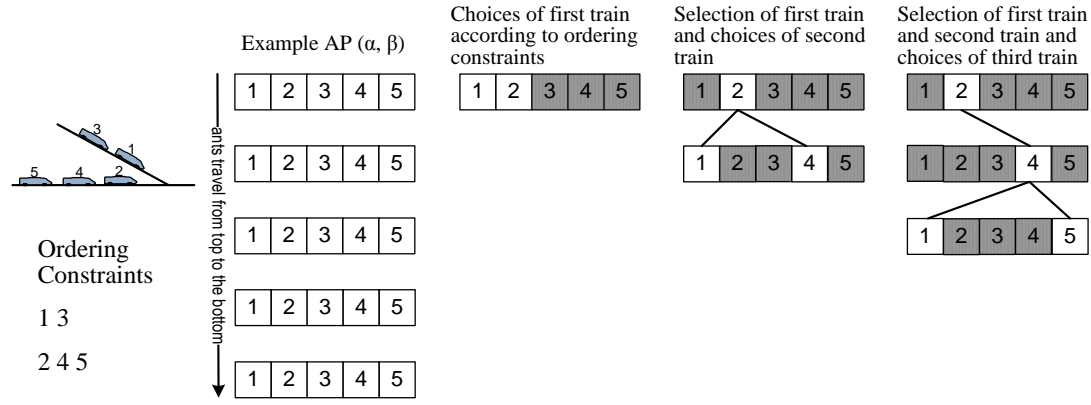 Example AP (α, β)
Choices of first train
according to ordering
constraints
Selection of first train
and choices of second
train
Selection of first train
and second train and
choices of third train
1 2 3 4 5
1 2 3 4 5
1 2 3 4 5
1 2 3 4 5
3
1
5 4 2
ants travel from top to the bottom
1 2 3 4 5
1 2 3 4 5
1 2 3 4 5
1 2 3 4 5
1 2 3 4 5
1 2 3 4 5
Ordering
Constraints
1 3
2 4 5
1 2 3 4 5
1 2 3 4 5